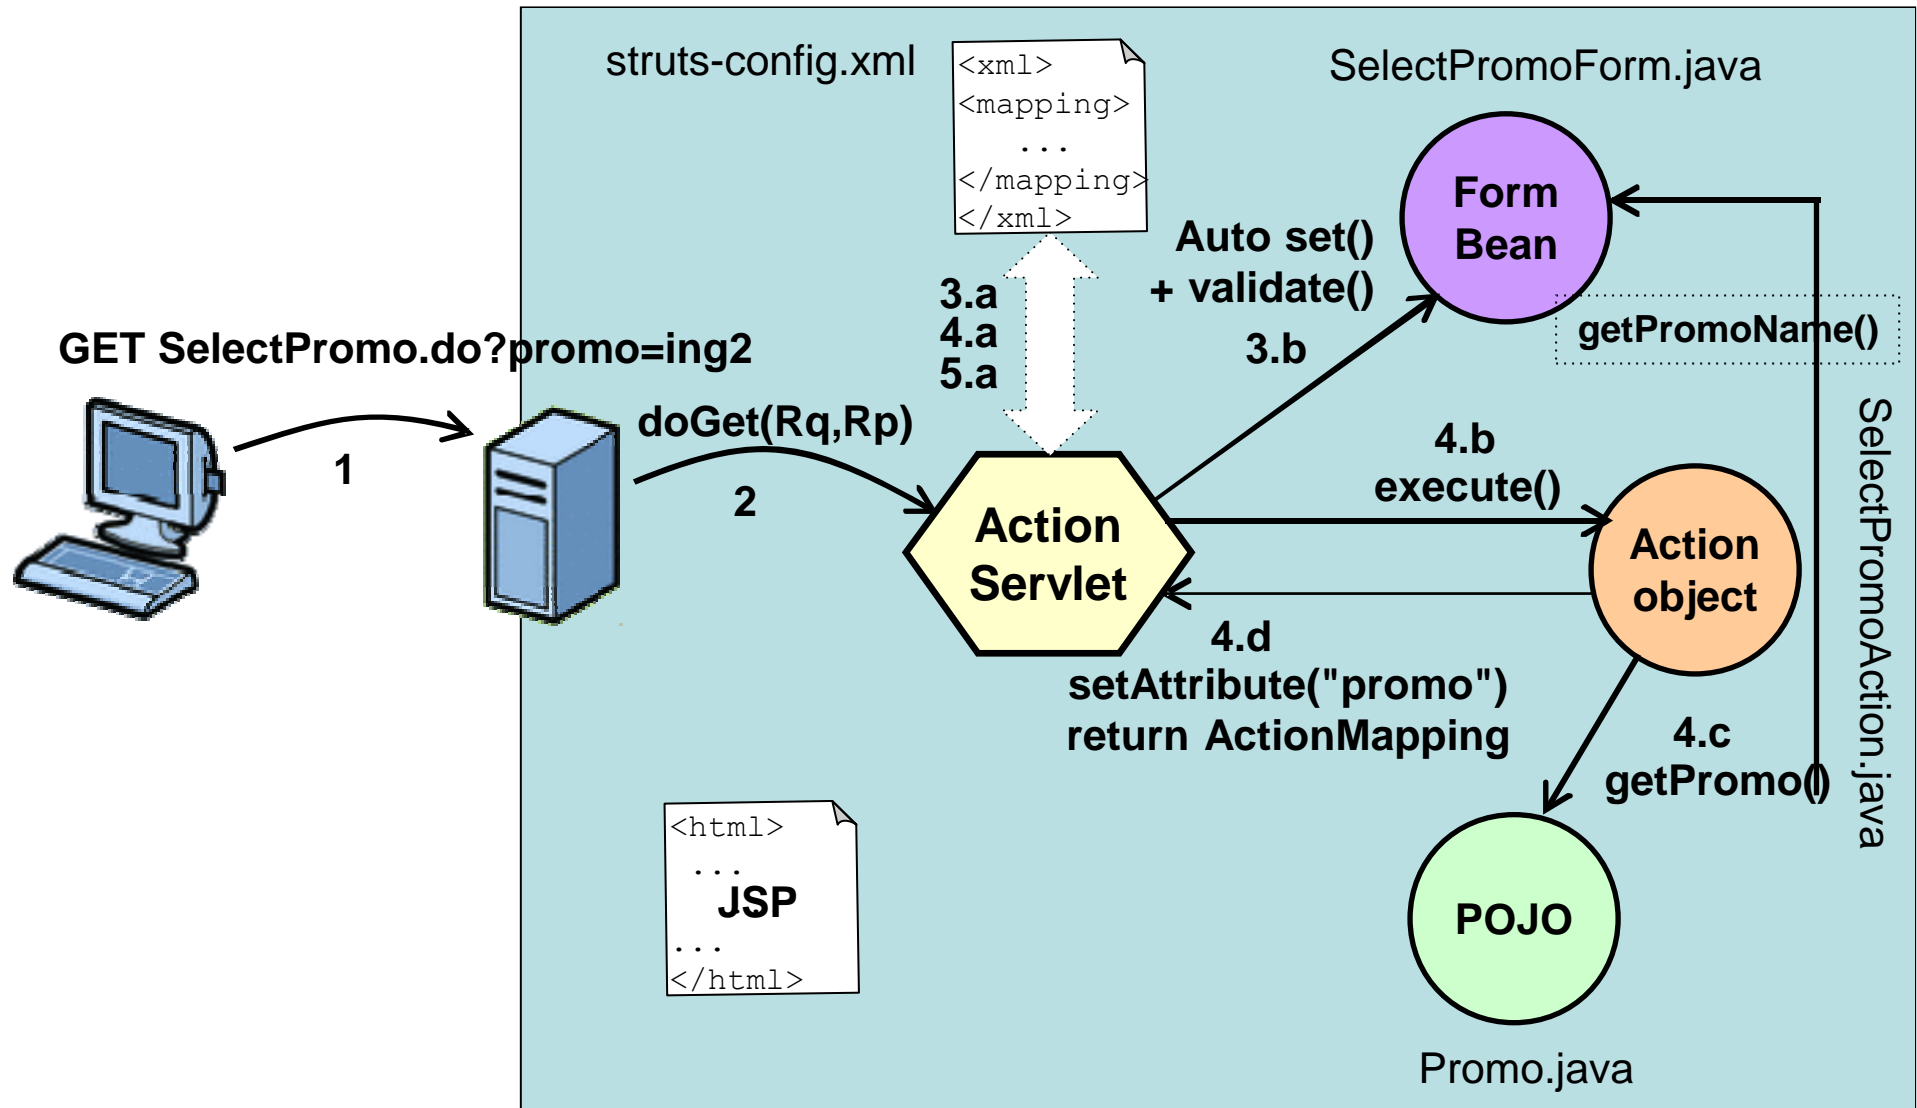 struts-config.xml
<xml>
<mapping>
...
</mapping>
</xml>
SelectPromoForm.java
Form
Bean
Auto set()
+ validate()
3.a
4.a
5.a
3.b
getPromoName()
GET SelectPromo.do?promo=ing2
1
doGet(Rq,Rp)
2
Action
Servlet
4.b
execute()
Action
object
SelectPromoAction.java
4.d
setAttribute("promo")
return ActionMapping
4.c
getPromo()
<html>
...
JSP
...
</html>
POJO
Promo.java